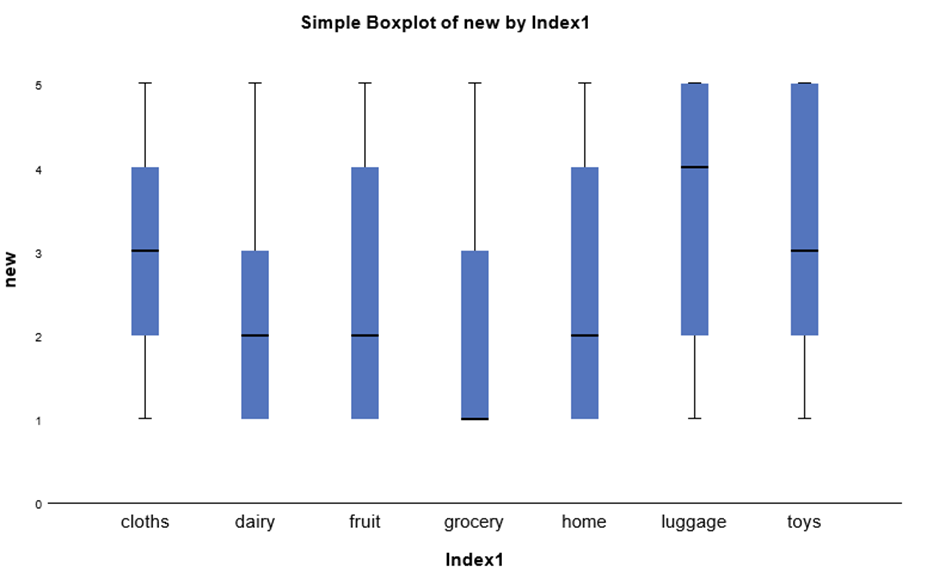 Simple Boxplot of new by Index1
new
5
4
3
2
1
0
cloths dairy fruit grocery home luggage toys
Index1